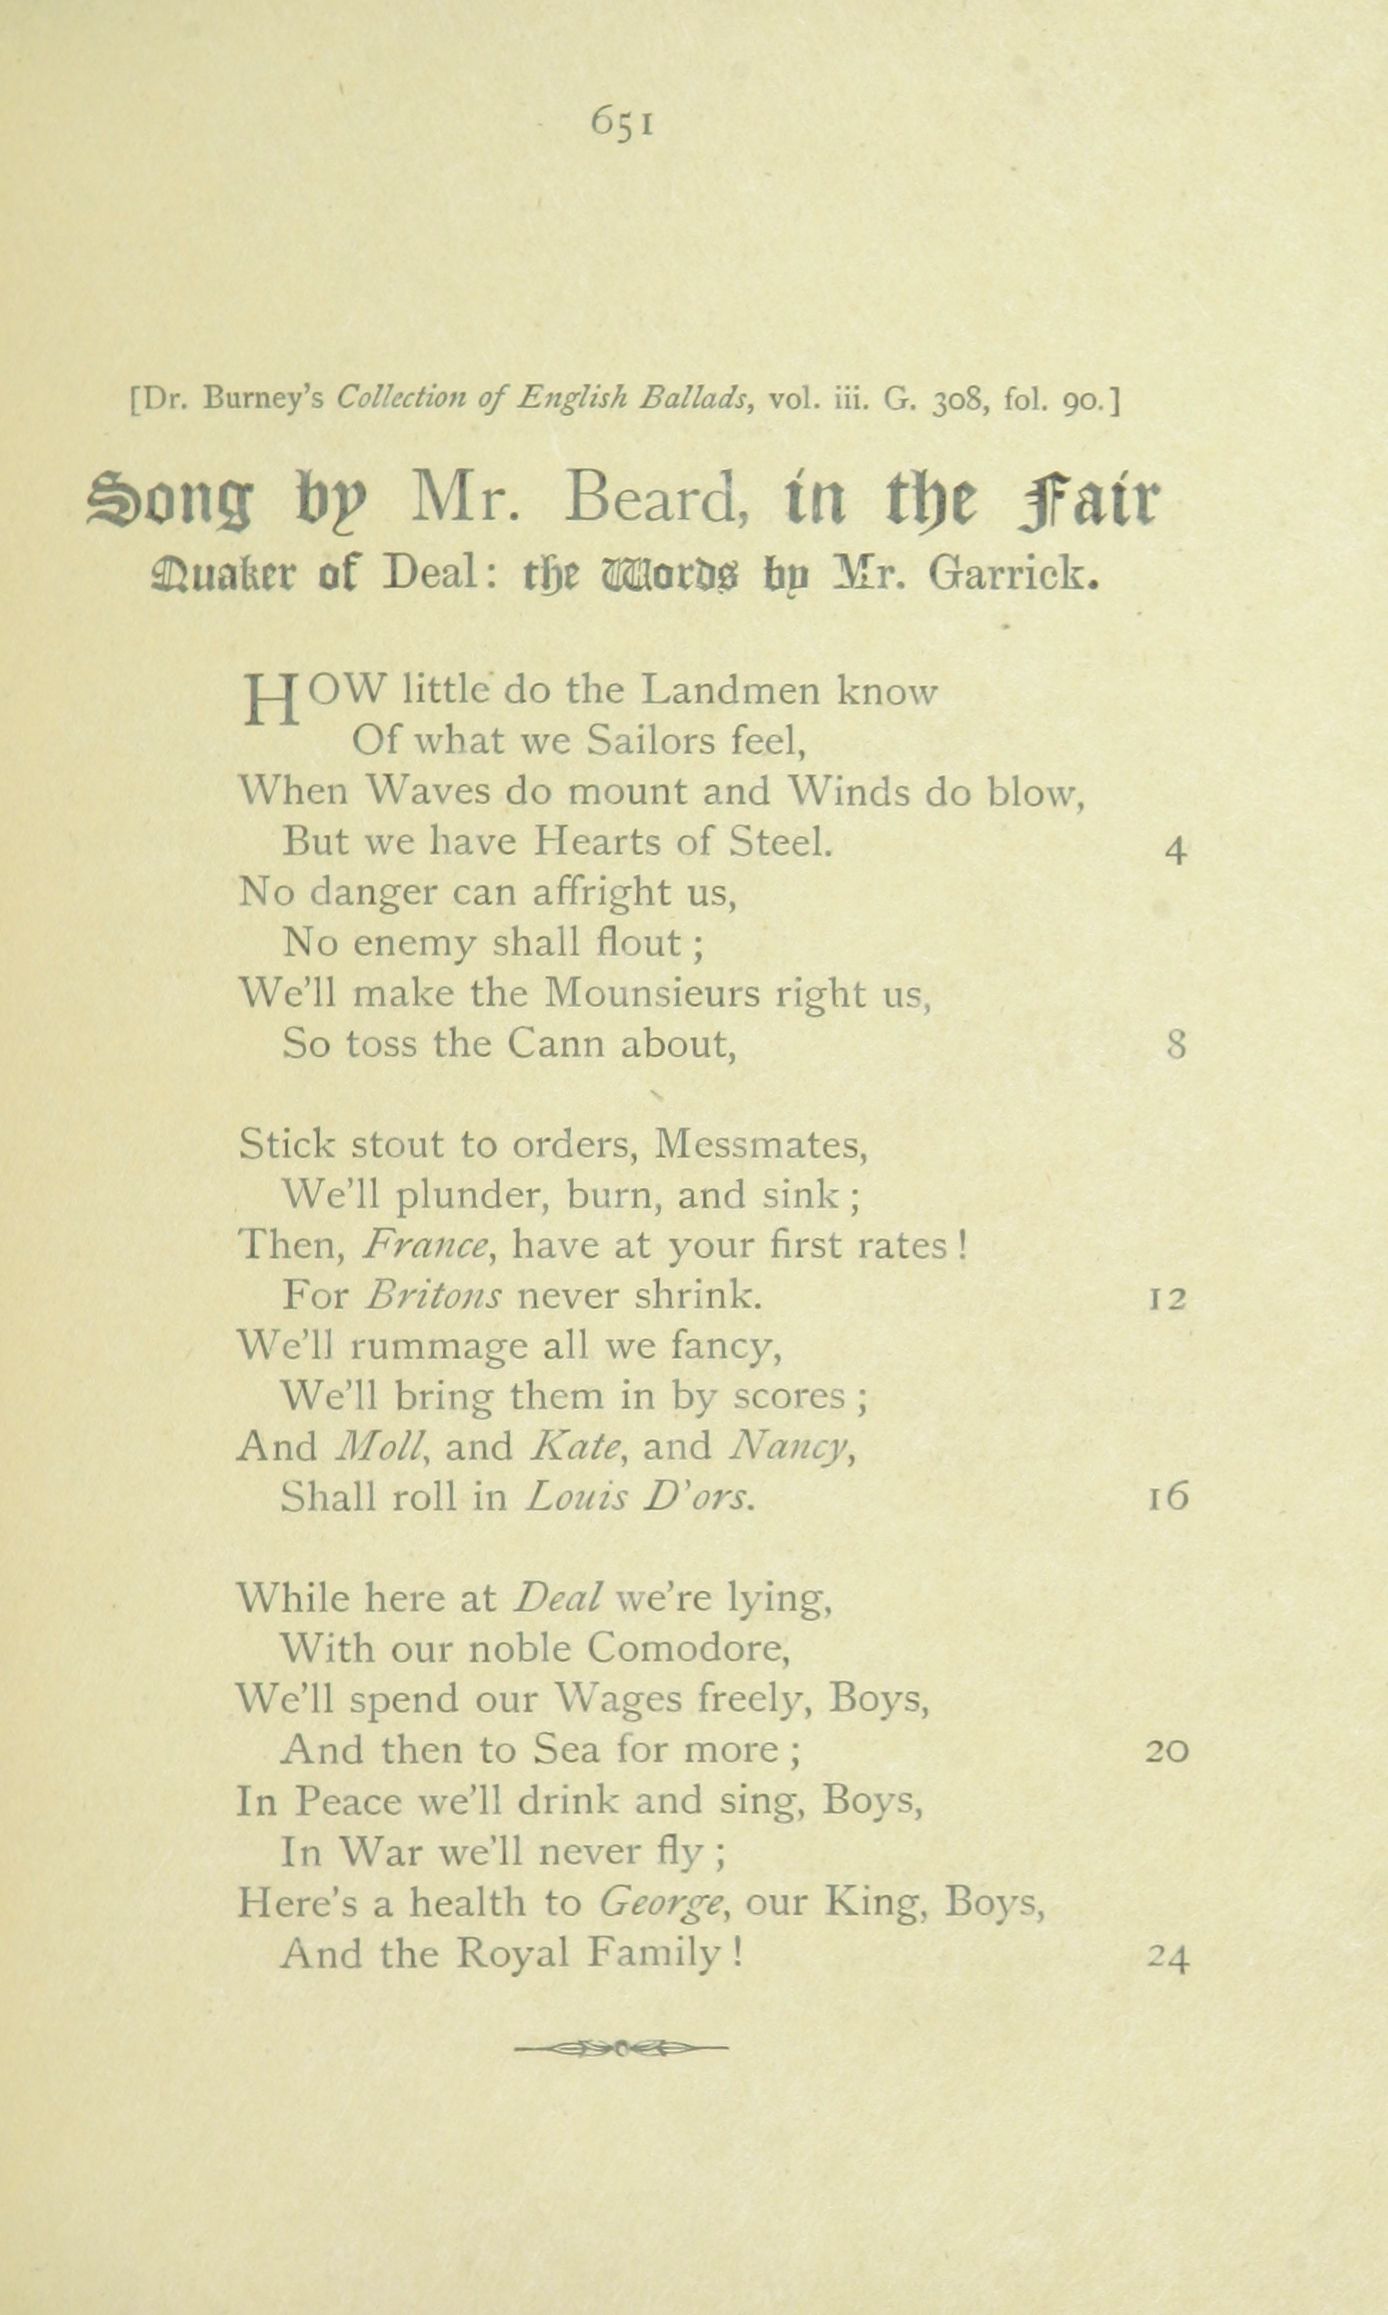 651
[Dr. Burney's Collection of English Ballads, vol. iii. G. 308, fol. 90.]
Song by Mr. Beard, in the Fair
Quaker of Deal: the Words by Mr. Garrick.
HOW little do the Landmen know
Of what we Sailors feel,
When Waves do mount and Winds do blow,
But we have Hearts of Steel. 4
No danger can affright us,
No enemy shall flout ;
We'll make the Mounsieurs right us,
So toss the Cann about, 8
Stick stout to orders, Messmates,
We'll plunder, burn, and sink ;
Then, France, have at your first rates !
For Britons never shrink. 12
We'll rummage all we fancy,
We'll bring them in by scores ;
And Moll, and Kate, and Nancy,
Shall roll in Louis D'ors. 16
While here at Deal we're lying,
With our noble Comodore,
We'll spend our Wages freely, Boys,
And then to Sea for more ; 20
In Peace we'll drink and sing, Boys,
In War we'll never fly ;
Here's a health to George, our King, Boys,
And the Royal Family ! 24